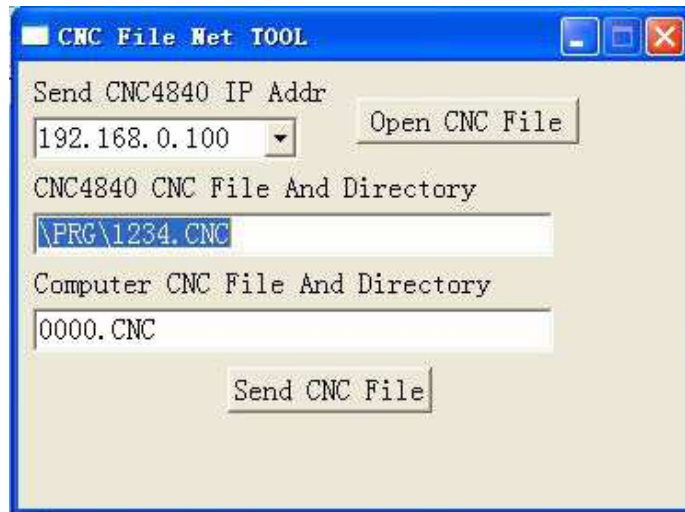 CNC File Net TOOL
Send CNC4840 IP Addr
192.168.0.100
Open CNC File
CNC4840 CNC File And Directory
\PRG\1234.CNC
Computer CNC File And Directory
0000.CNC
Send CNC File